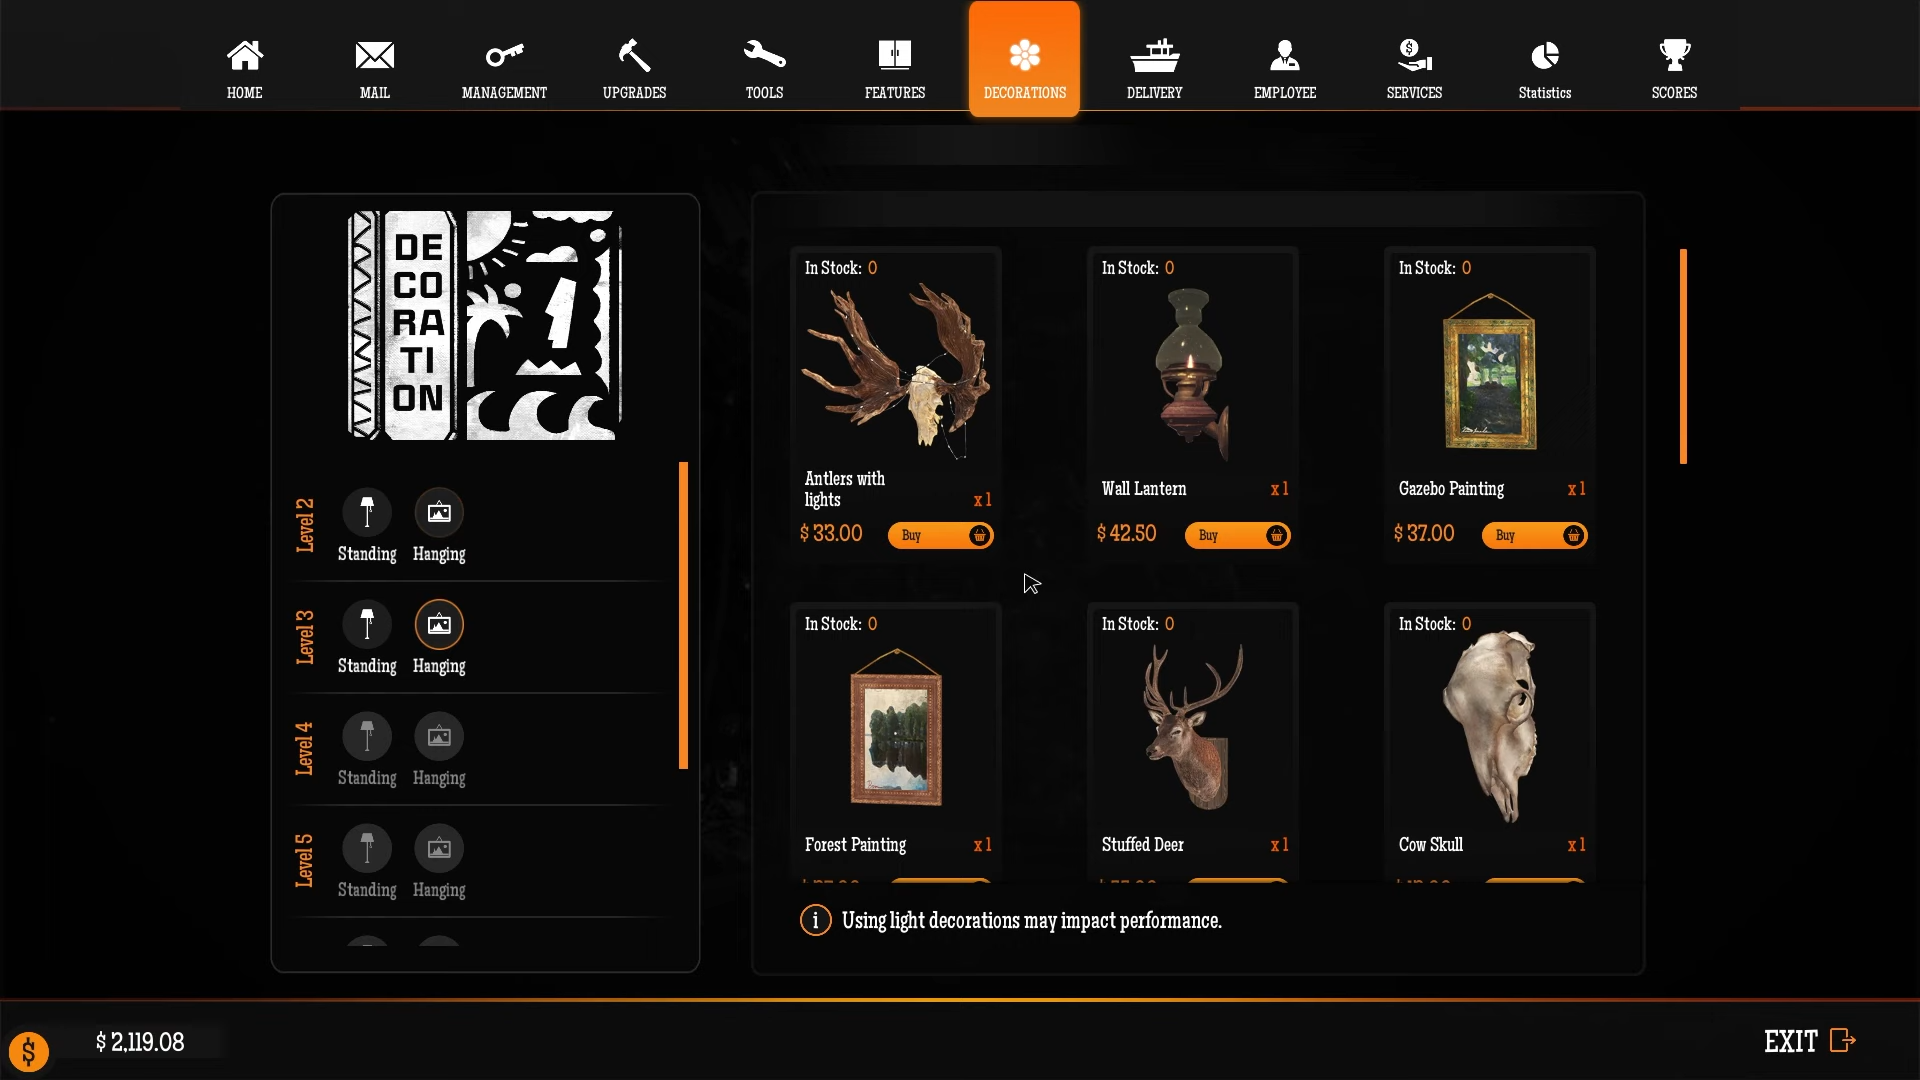 HOME
MAIL
MANAGEMENT
UPGRADES
TOOLS
FEATURES
DECORATIONS
DELIVERY
EMPLOYEE
SERVICES
Statistics
SCORES
DE
CO
RA
TI
ON
Level 2
Standing
Hanging
Level 3
Standing
Hanging
Level 4
Standing
Hanging
Level 5
Standing
Hanging
In Stock: 0
Antlers with
lights
x 1
$ 33.00
Buy
In Stock: 0
Wall Lantern
x 1
$ 42.50
Buy
In Stock: 0
Gazebo Painting
x 1
$ 37.00
Buy
In Stock: 0
Forest Painting
x 1
In Stock: 0
Stuffed Deer
x 1
In Stock: 0
Cow Skull
x 1
i Using light decorations may impact performance.
$ $ 2,119.08
EXIT